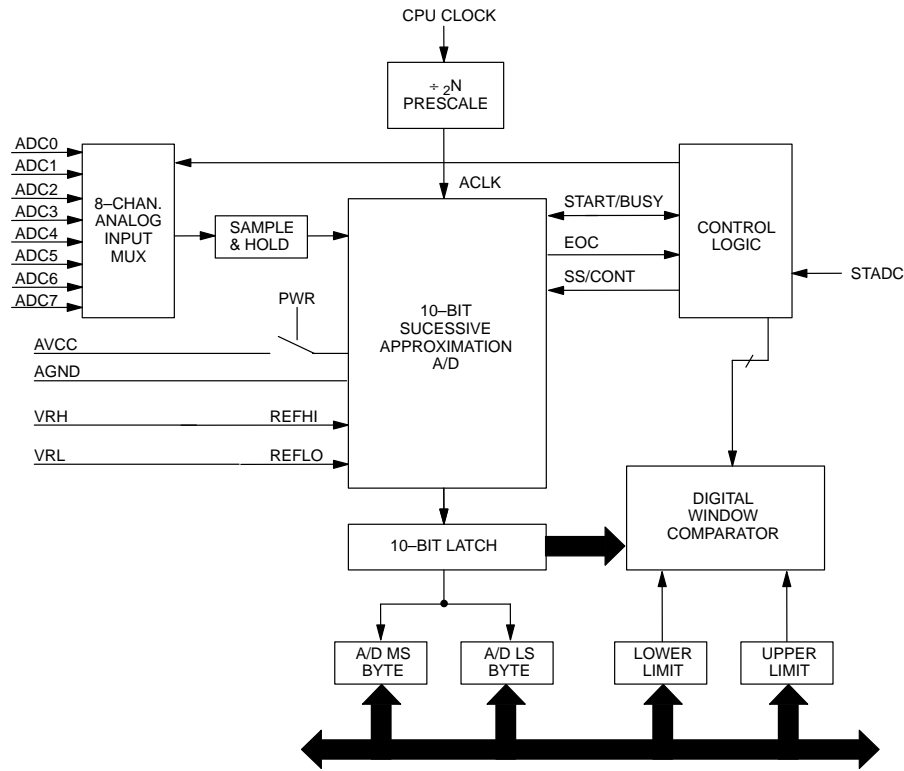 CPU CLOCK
÷ 2N
PRESCALE
ADC0
ADC1
ADC2
ADC3
ADC4
ADC5
ADC6
ADC7
8–CHAN.
ANALOG
INPUT
MUX
SAMPLE
& HOLD
ACLK
START/BUSY
EOC
SS/CONT
CONTROL
LOGIC
STADC
PWR
10–BIT
SUCESSIVE
APPROXIMATION
A/D
AVCC
AGND
VRH
REFHI
VRL
REFLO
DIGITAL
WINDOW
COMPARATOR
10–BIT LATCH
A/D MS
BYTE
A/D LS
BYTE
LOWER
LIMIT
UPPER
LIMIT